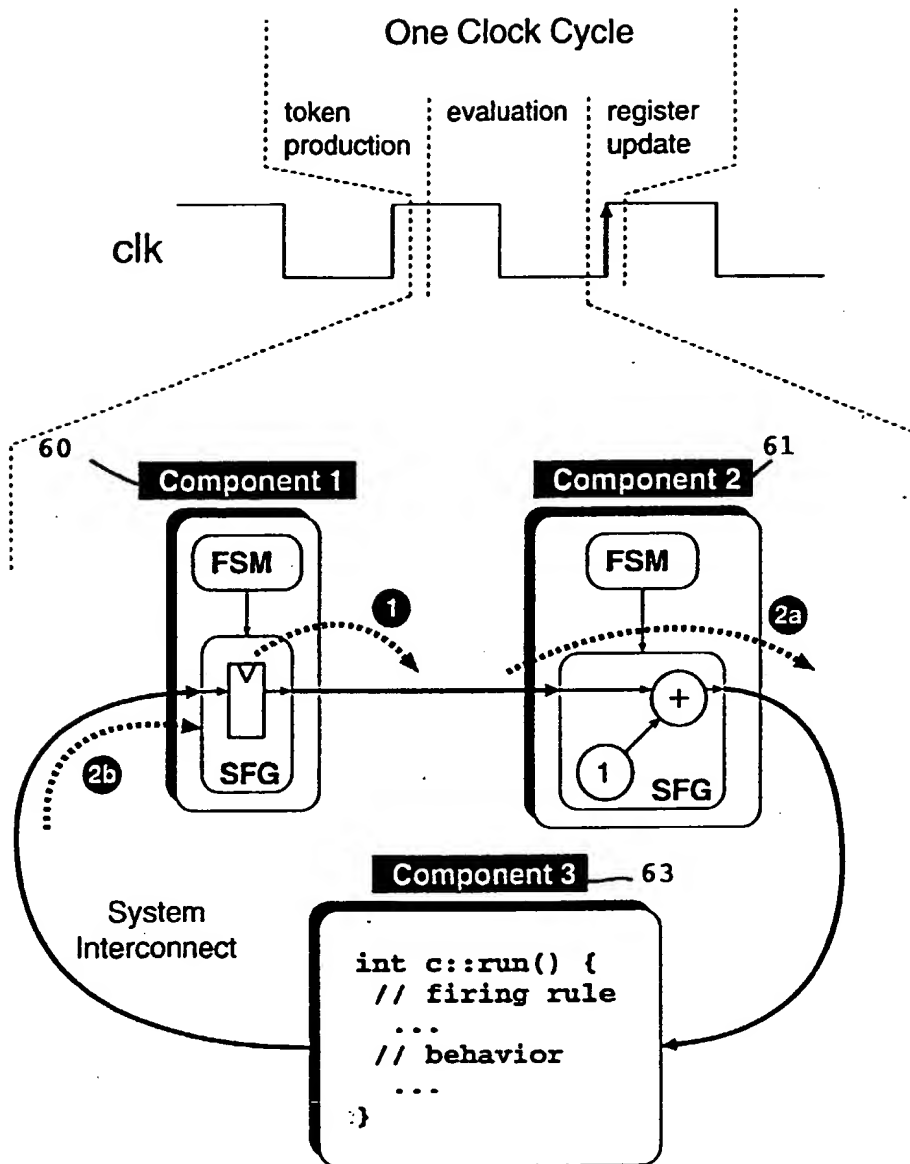 One Clock Cycle
token production
evaluation
register update
clk
60
Component 1
61
Component 2
FSM
FSM
1
2a
+
1
SFG
SFG
2b
Component 3
63
System
Interconnect
int c::run() {
// firing rule
...
// behavior
...
}